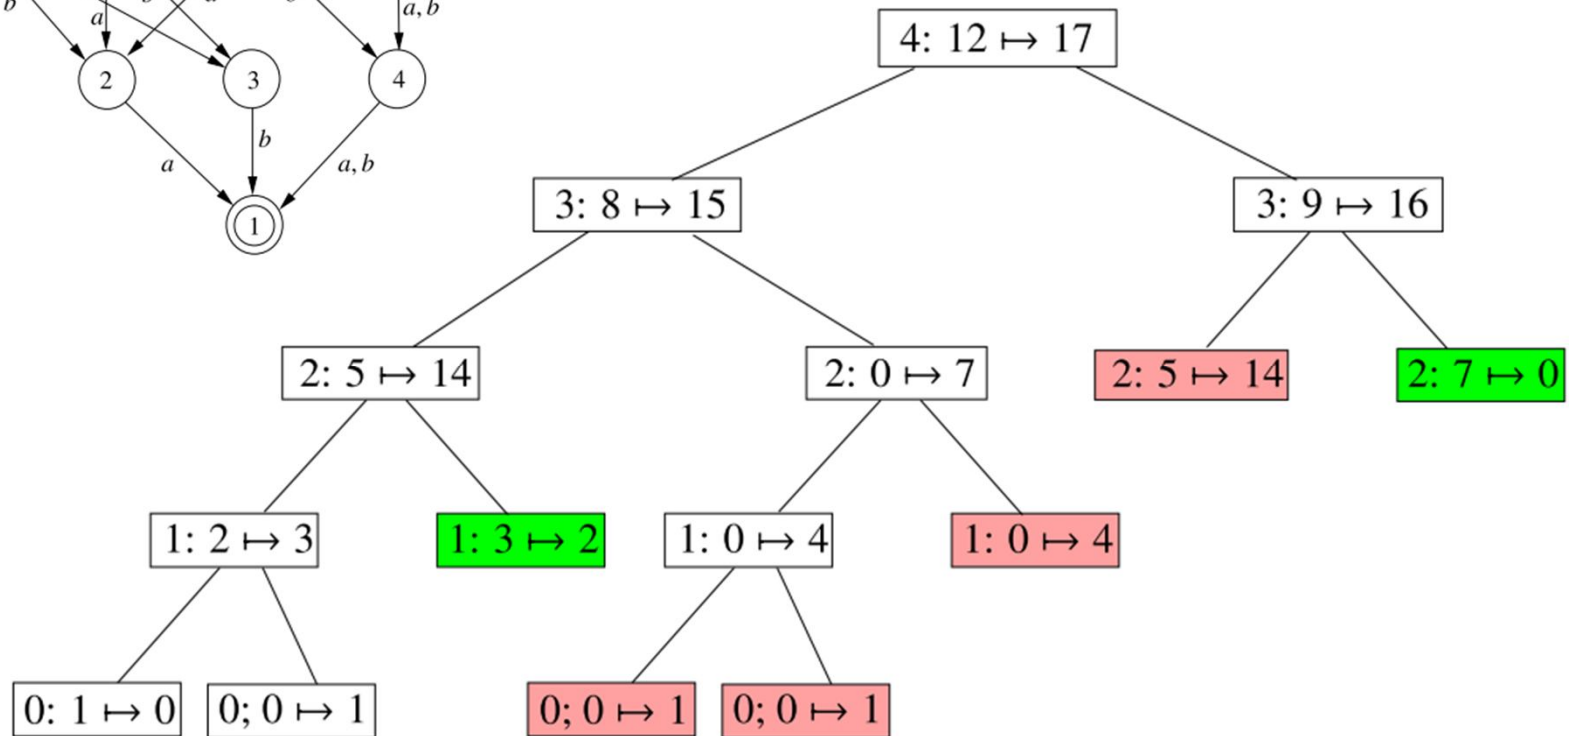 b
a
a, b
4: 12 ↦ 17
2
3
4
b
a
a, b
3: 8 ↦ 15
3: 9 ↦ 16
1
2: 5 ↦ 14
2: 0 ↦ 7
2: 5 ↦ 14
2: 7 ↦ 0
1: 2 ↦ 3
1: 3 ↦ 2
1: 0 ↦ 4
1: 0 ↦ 4
0: 1 ↦ 0
0; 0 ↦ 1
0; 0 ↦ 1
0; 0 ↦ 1